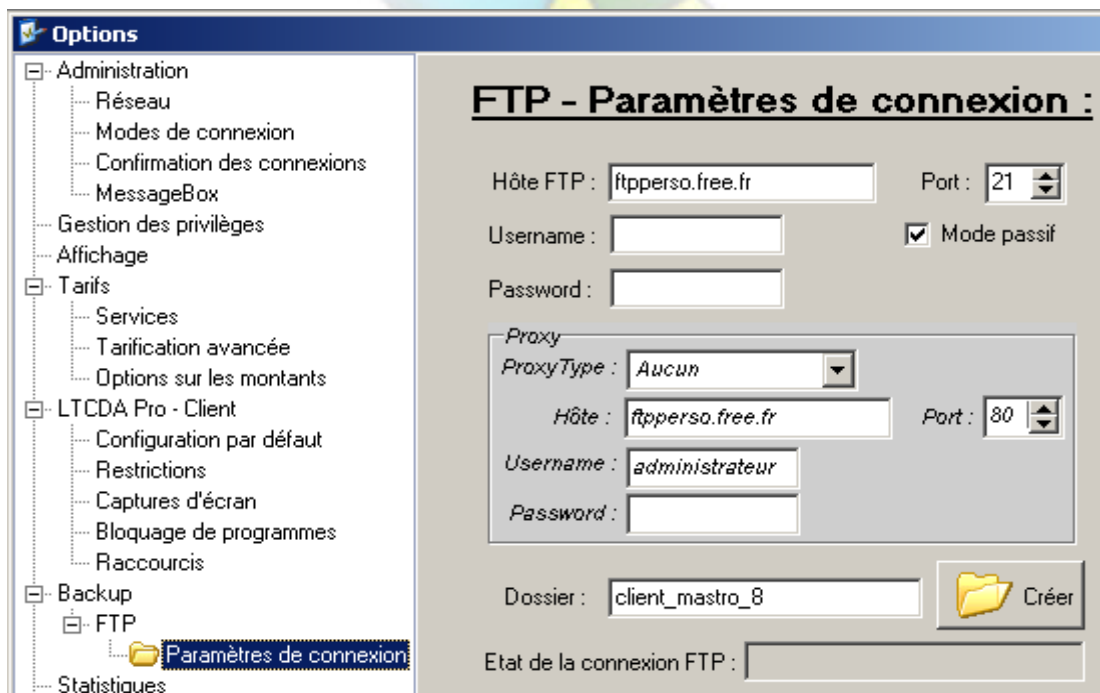 Options
Administration
Réseau
Modes de connexion
Confirmation des connexions
MessageBox
Gestion des privilèges
Affichage
Tarifs
Services
Tarification avancée
Options sur les montants
LTCDA Pro - Client
Configuration par défaut
Restrictions
Captures d'écran
Bloquage de programmes
Raccourcis
Backup
FTP
Paramètres de connexion
Statistiques
FTP - Paramètres de connexion :
Hôte FTP : ftpperso.free.fr Port : 21
Username : Mode passif
Password :
Proxy
ProxyType : Aucun
Hôte : ftpperso.free.fr Port : 80
Username : administrateur
Password :
Dossier : client_mastro_8 Créer
Etat de la connexion FTP :